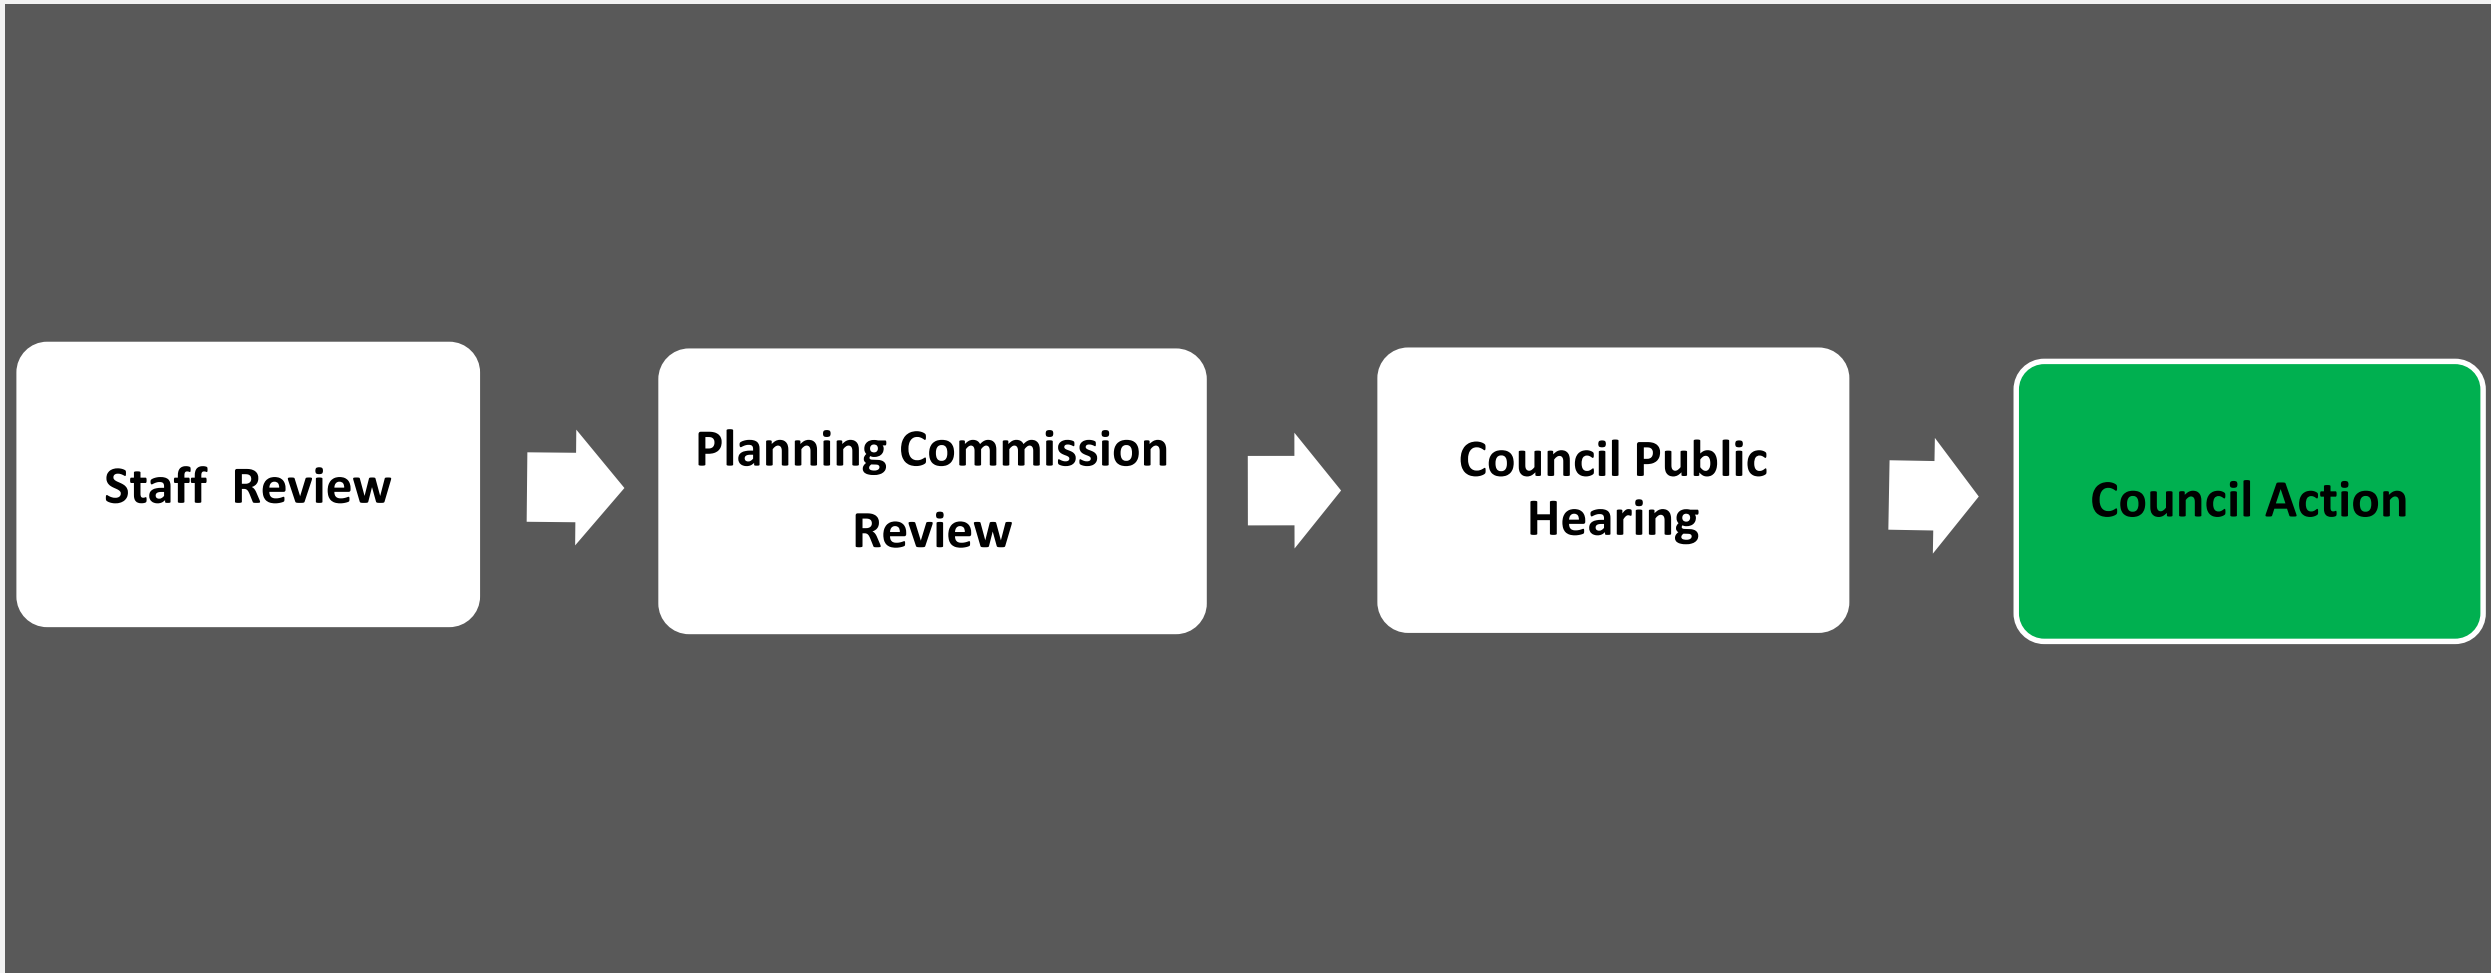 Staff  Review
Planning Commission
Review
Council Public
Hearing
Council Action